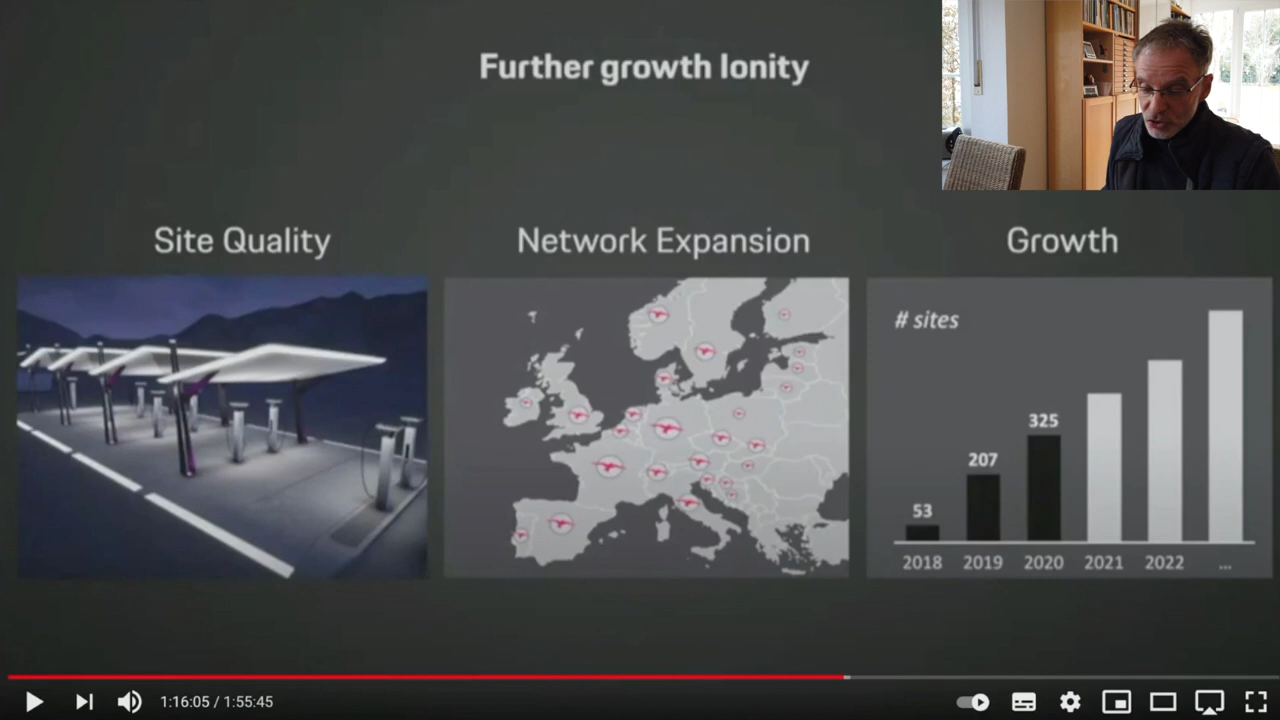 Further growth Ionity
Site Quality
Network Expansion
Growth
# sites
53
207
325
2018 2019 2020 2021 2022 ...
1:16:05 / 1:55:45